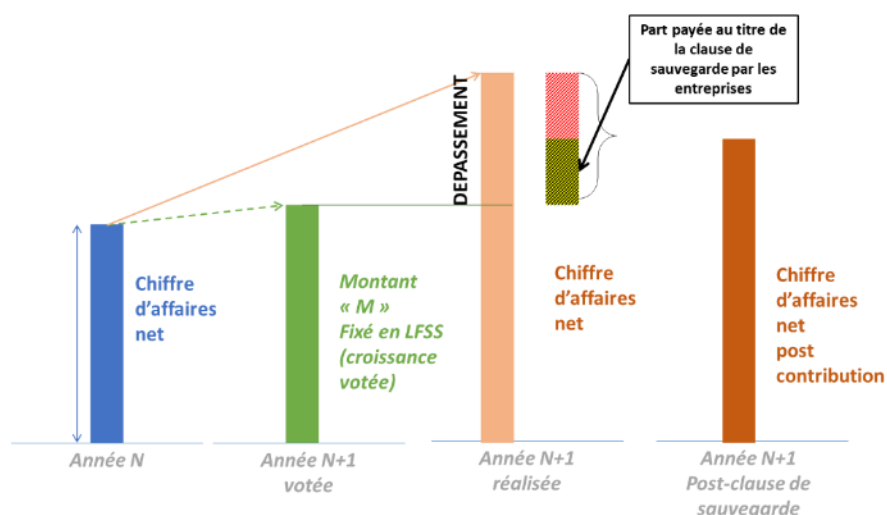 Part payée au titre de
la clause de
sauvegarde par les
entreprises
DEPASSEMENT
Chiffre
d'affaires
net
Montant
« M »
Fixé en LFSS
(croissance
votée)
Chiffre
d'affaires
net
Chiffre
d'affaires
net
post
contribution
Année N
Année N+1
votée
Année N+1
réalisée
Année N+1
Post-clause de
sauvegarde